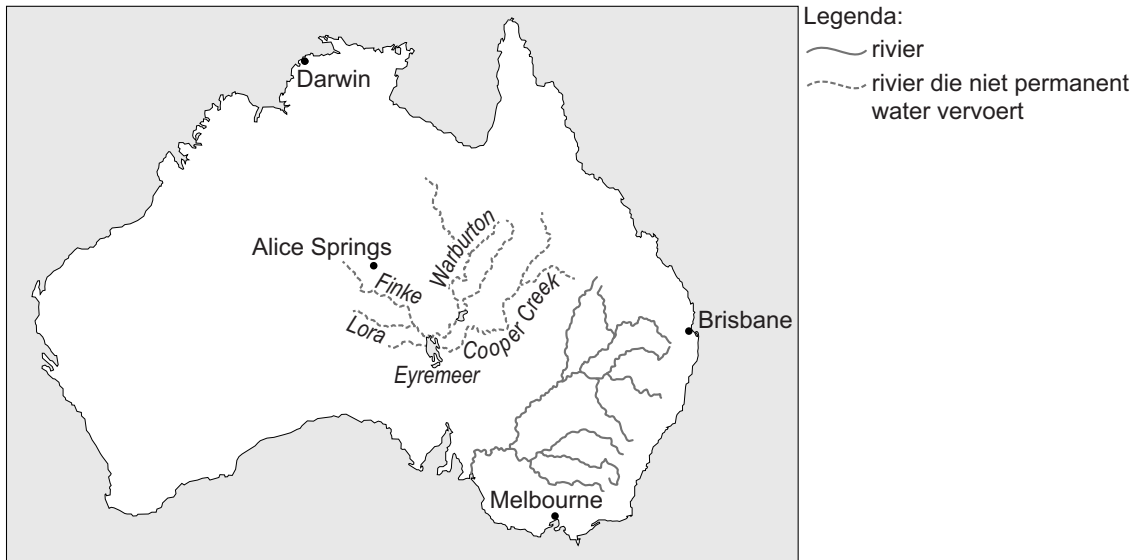 Legenda:
rivier
rivier die niet permanent
water vervoert
Darwin
Warburton
Alice Springs
Finke
Cooper Creek
Brisbane
Lora
Eyremeer
Melbourne